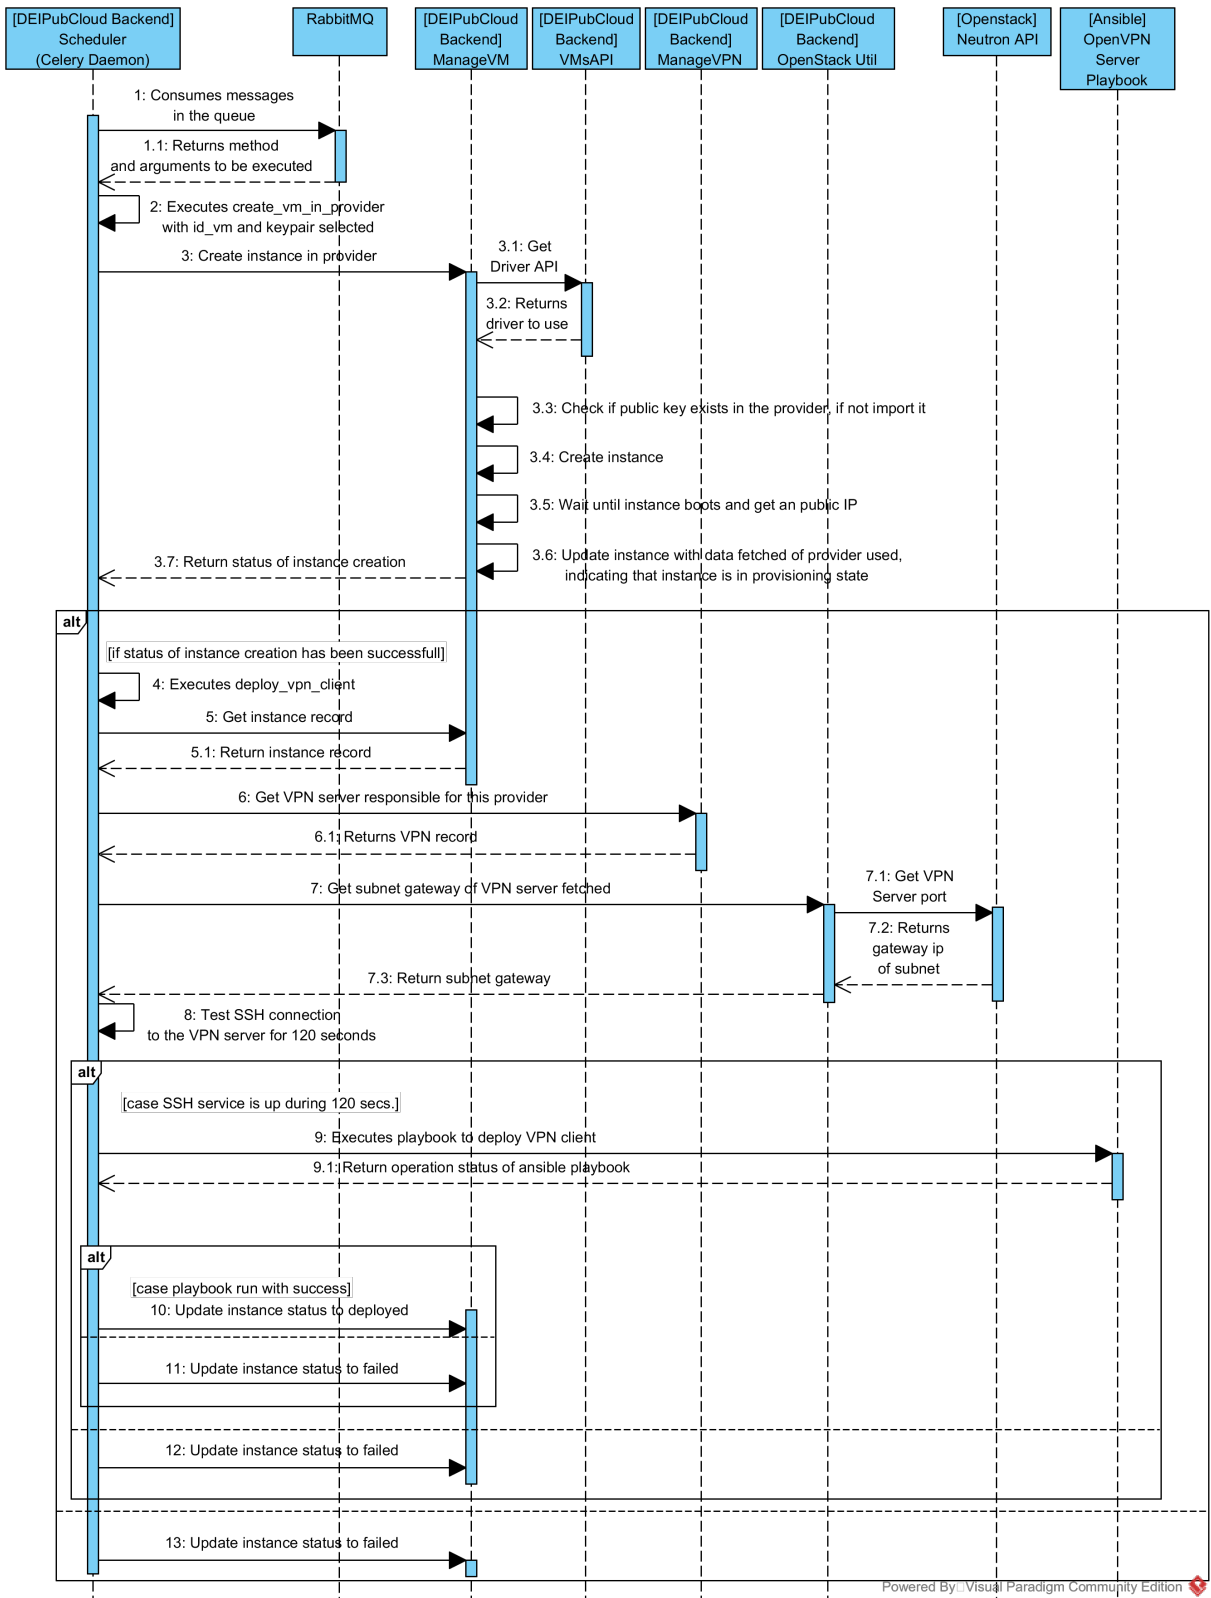 [DEIPubCloud Backend]
Scheduler
(Celery Daemon)
RabbitMQ
[DEIPubCloud
Backend]
ManageVM
[DEIPubCloud
Backend]
VMsAPI
[DEIPubCloud
Backend]
ManageVPN
[DEIPubCloud
Backend]
OpenStack Util
[Openstack]
Neutron API
[Ansible]
OpenVPN
Server
Playbook
1: Consumes messages
in the queue
1.1: Returns method
and arguments to be executed
2: Executes create_vm_in_provider
with id_vm and keypair selected
3: Create instance in provider
3.1: Get
Driver API
3.2: Returns
driver to use
3.3: Check if public key exists in the provider, if not import it
3.4: Create instance
3.5: Wait until instance boots and get an public IP
3.6: Update instance with data fetched of provider used,
indicating that instance is in provisioning state
3.7: Return status of instance creation
alt
[if status of instance creation has been successfull]
4: Executes deploy_vpn_client
5: Get instance record
5.1: Return instance record
6: Get VPN server responsible for this provider
6.1: Returns VPN record
7: Get subnet gateway of VPN server fetched
7.1: Get VPN
Server port
7.2: Returns
gateway ip
of subnet
7.3: Return subnet gateway
8: Test SSH connection
to the VPN server for 120 seconds
alt
[case SSH service is up during 120 secs.]
9: Executes playbook to deploy VPN client
9.1: Return operation status of ansible playbook
alt
[case playbook run with success]
10: Update instance status to deployed
11: Update instance status to failed
12: Update instance status to failed
13: Update instance status to failed
Powered By Visual Paradigm Community Edition